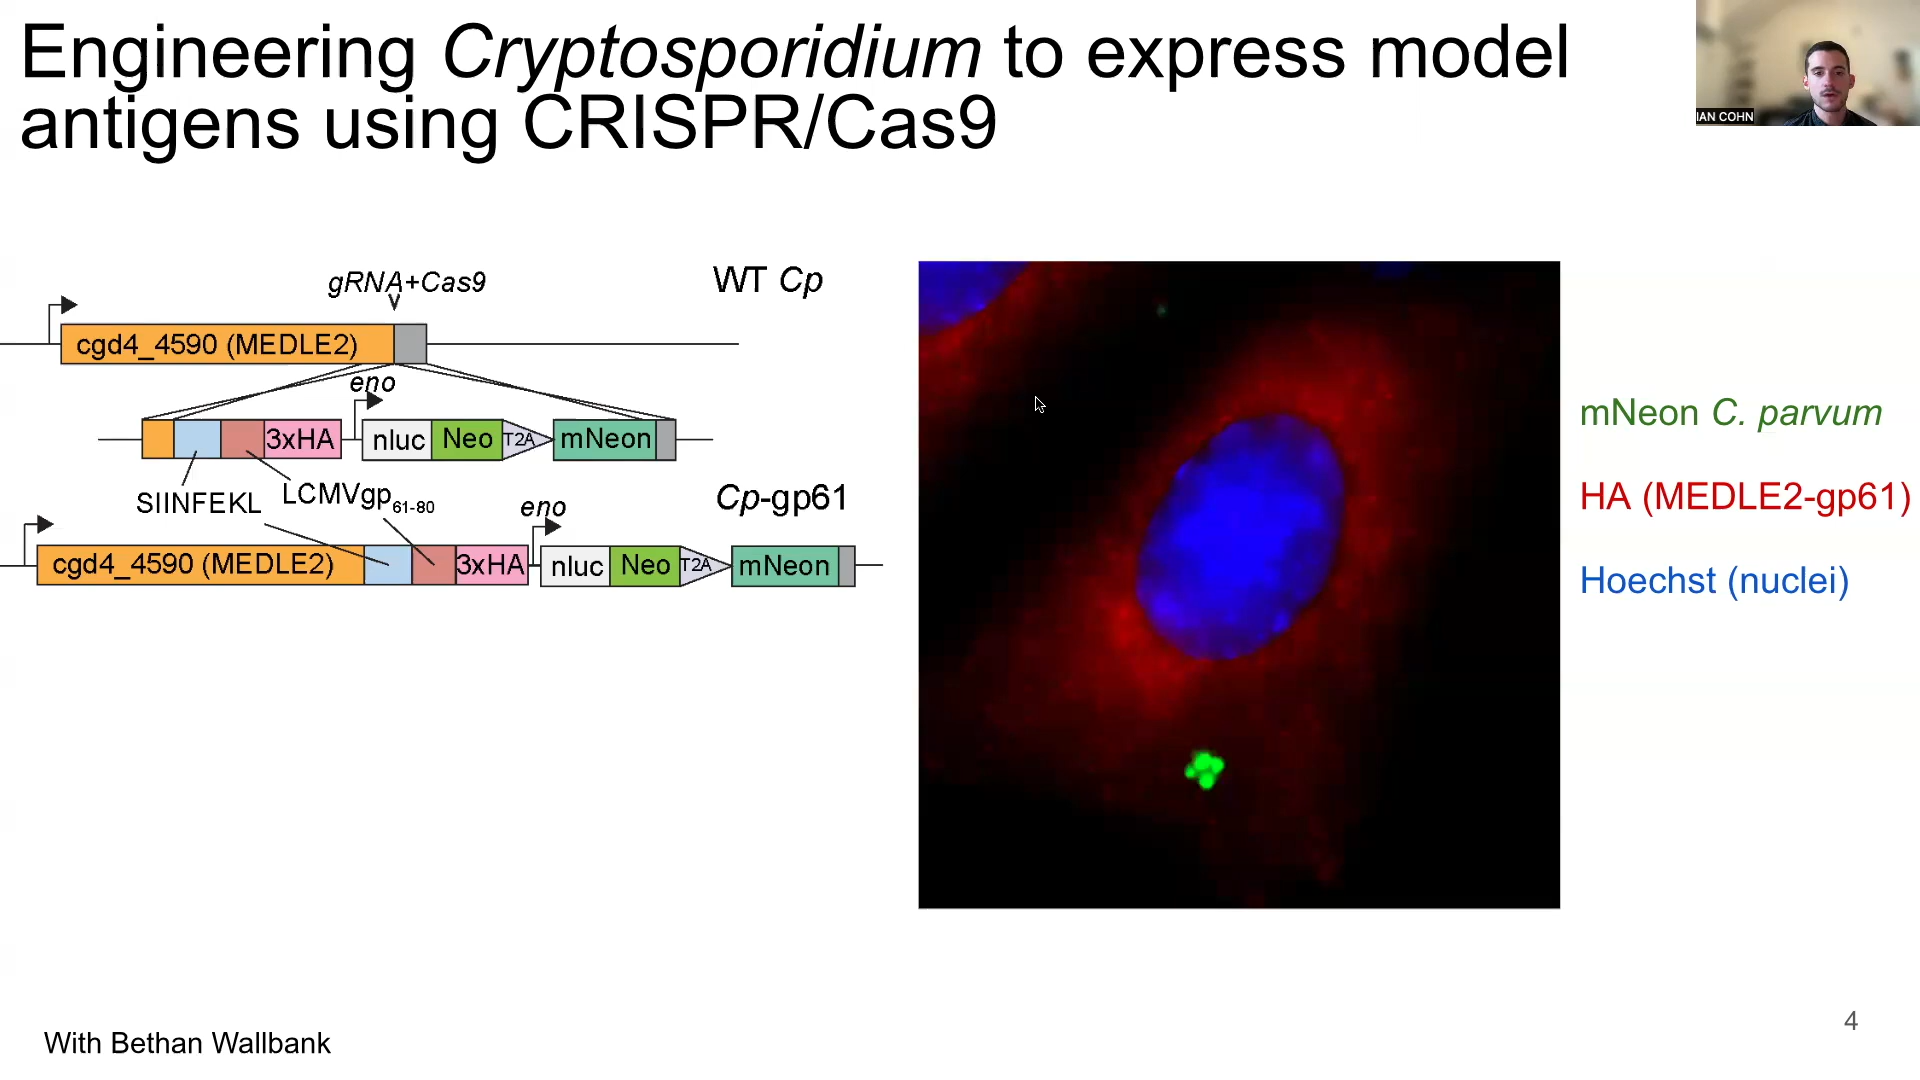 Engineering Cryptosporidium to express model
antigens using CRISPR/Cas9
IAN COHN
gRNA+Cas9
WT Cp
cgd4_4590 (MEDLE2)
eno
3xHA
nluc
Neo
T2A
mNeon
SIINFEKL
LCMVgp61-80
Cp-gp61
eno
cgd4_4590 (MEDLE2)
3xHA
nluc
Neo
T2A
mNeon
mNeon C. parvum
HA (MEDLE2-gp61)
Hoechst (nuclei)
With Bethan Wallbank
4